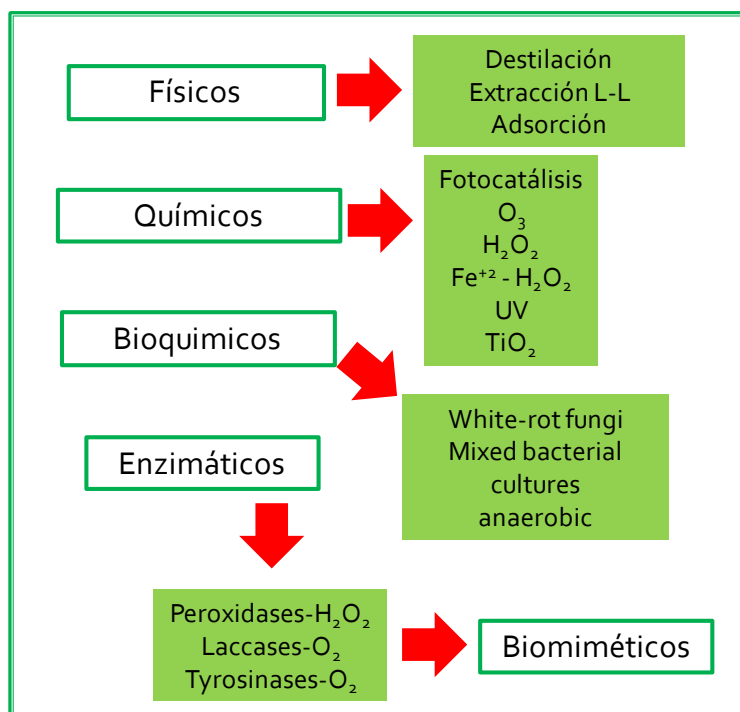 Físicos
Destilación
Extracción L-L
Adsorción
Químicos
Fotocatálisis
O₃
H₂O₂
Fe⁺² - H₂O₂
UV
TiO₂
Bioquimicos
White-rot fungi
Mixed bacterial
cultures
anaerobic
Enzimáticos
Peroxidases-H₂O₂
Laccases-O₂
Tyrosinases-O₂
Biomiméticos